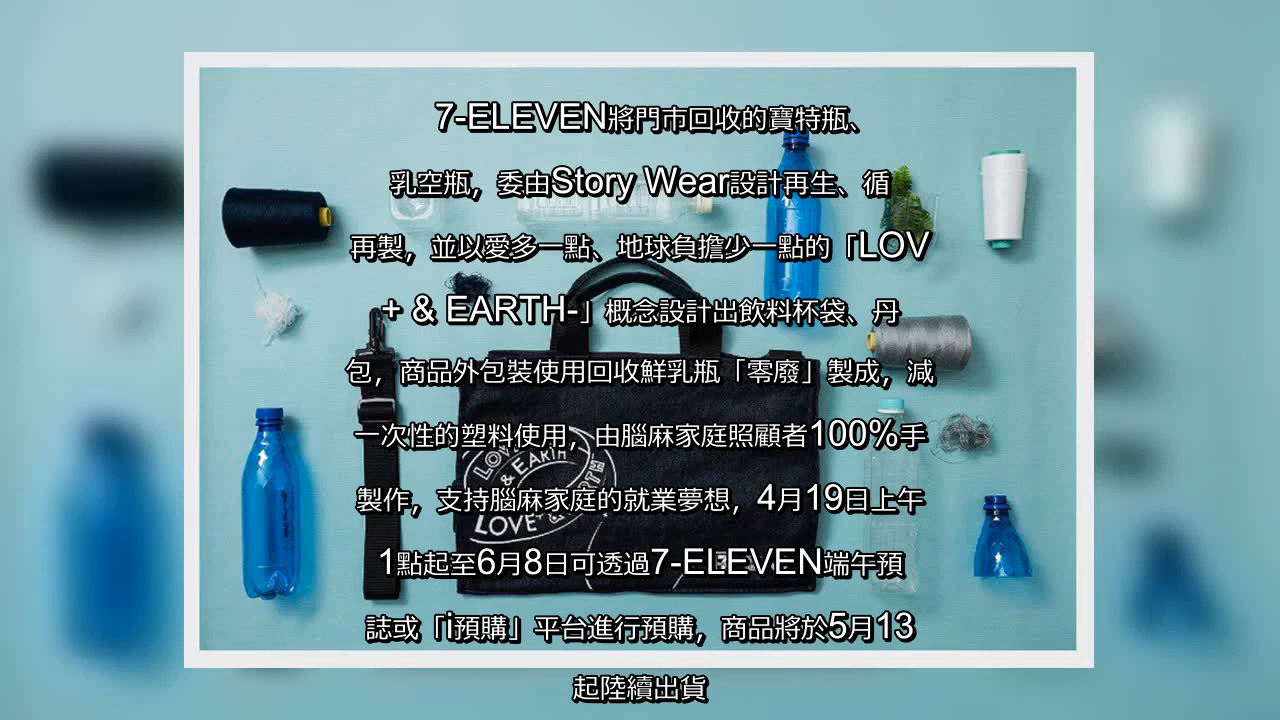 7-ELEVEN將門市回收的寶特瓶、
乳空瓶，委由Story Wear設計再生、循
再製，並以愛多一點、地球負擔少一點的「LOV
+ & EARTH-」概念設計出飲料杯袋、丹
包，商品外包裝使用回收鮮乳瓶「零廢」製成，減
一次性的塑料使用，由腦麻家庭照顧者100%手
製作，支持腦麻家庭的就業夢想，4月19日上午
1點起至6月8日可透過7-ELEVEN端午預
誌或「i預購」平台進行預購，商品將於5月13
起陸續出貨
LOVE
& EARTH
LOVE+